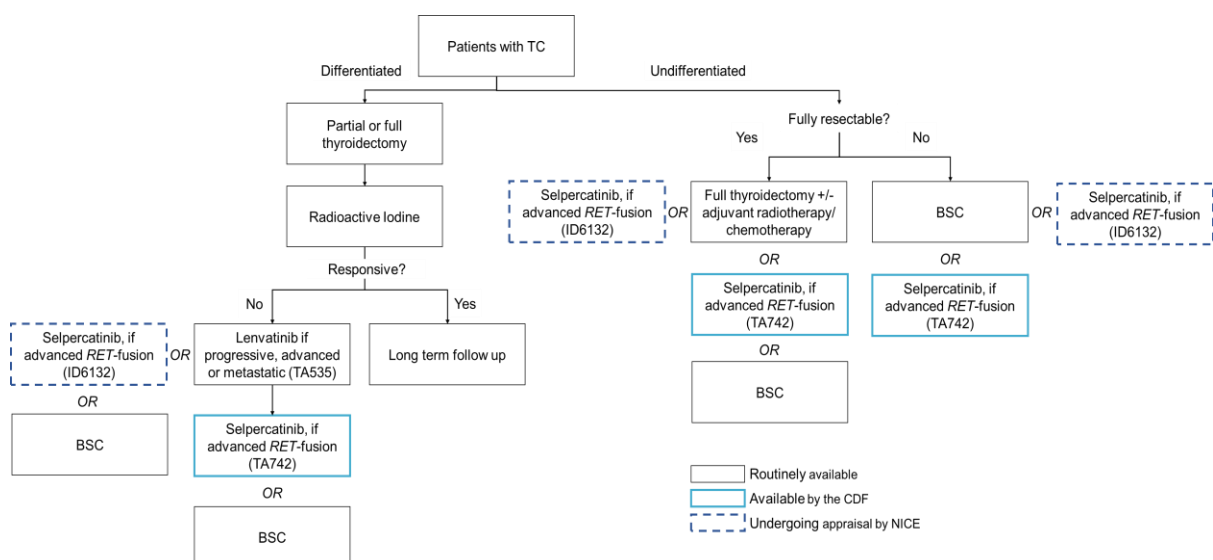 Patients with TC
Differentiated
Undifferentiated
Partial or full
thyroidectomy
Radioactive Iodine
Responsive?
No
Yes
Selpercatinib, if
advanced RET-fusion
(ID6132)
OR
Lenvatinib if
progressive, advanced
or metastatic (TA535)
Long term follow up
OR
BSC
Selpercatinib, if
advanced RET-fusion
(TA742)
OR
BSC
Fully resectable?
Yes
No
Selpercatinib, if
advanced RET-fusion
(ID6132)
OR
Full thyroidectomy +/-
adjuvant radiotherapy/
chemotherapy
BSC
OR
Selpercatinib, if
advanced RET-fusion
(ID6132)
OR
OR
Selpercatinib, if
advanced RET-fusion
(TA742)
Selpercatinib, if
advanced RET-fusion
(TA742)
OR
BSC
Routinely available
Available by the CDF
Undergoing appraisal by NICE